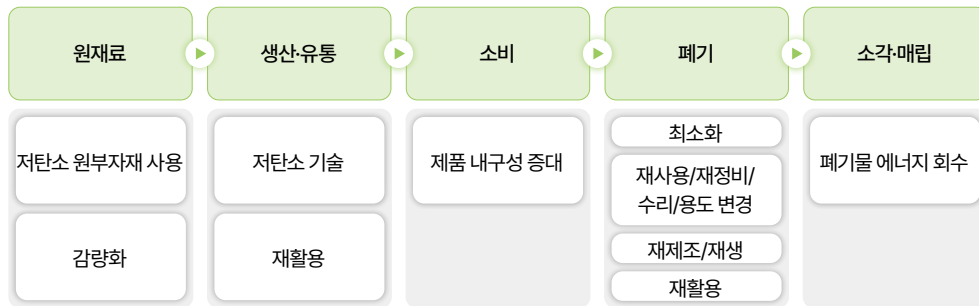 원재료
생산·유통
소비
폐기
소각·매립
저탄소 원부자재 사용
감량화
저탄소 기술
재활용
제품 내구성 증대
최소화
재사용/재정비/
수리/용도 변경
재제조/재생
재활용
폐기물 에너지 회수